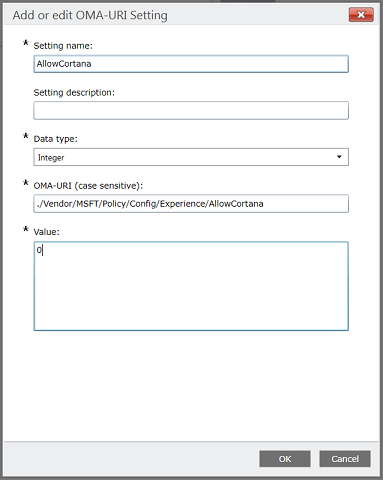 Add or edit OMA-URI Setting
* Setting name:
AllowCortana
Setting description:
* Data type:
Integer
* OMA-URI (case sensitive):
./Vendor/MSFT/Policy/Config/Experience/AllowCortana
* Value:
0
OK Cancel